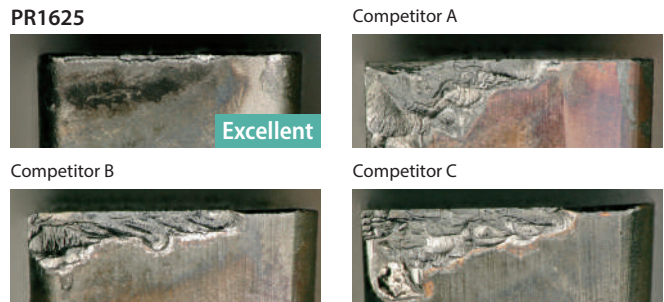 PR1625
Competitor A
Excellent
Competitor B
Competitor C